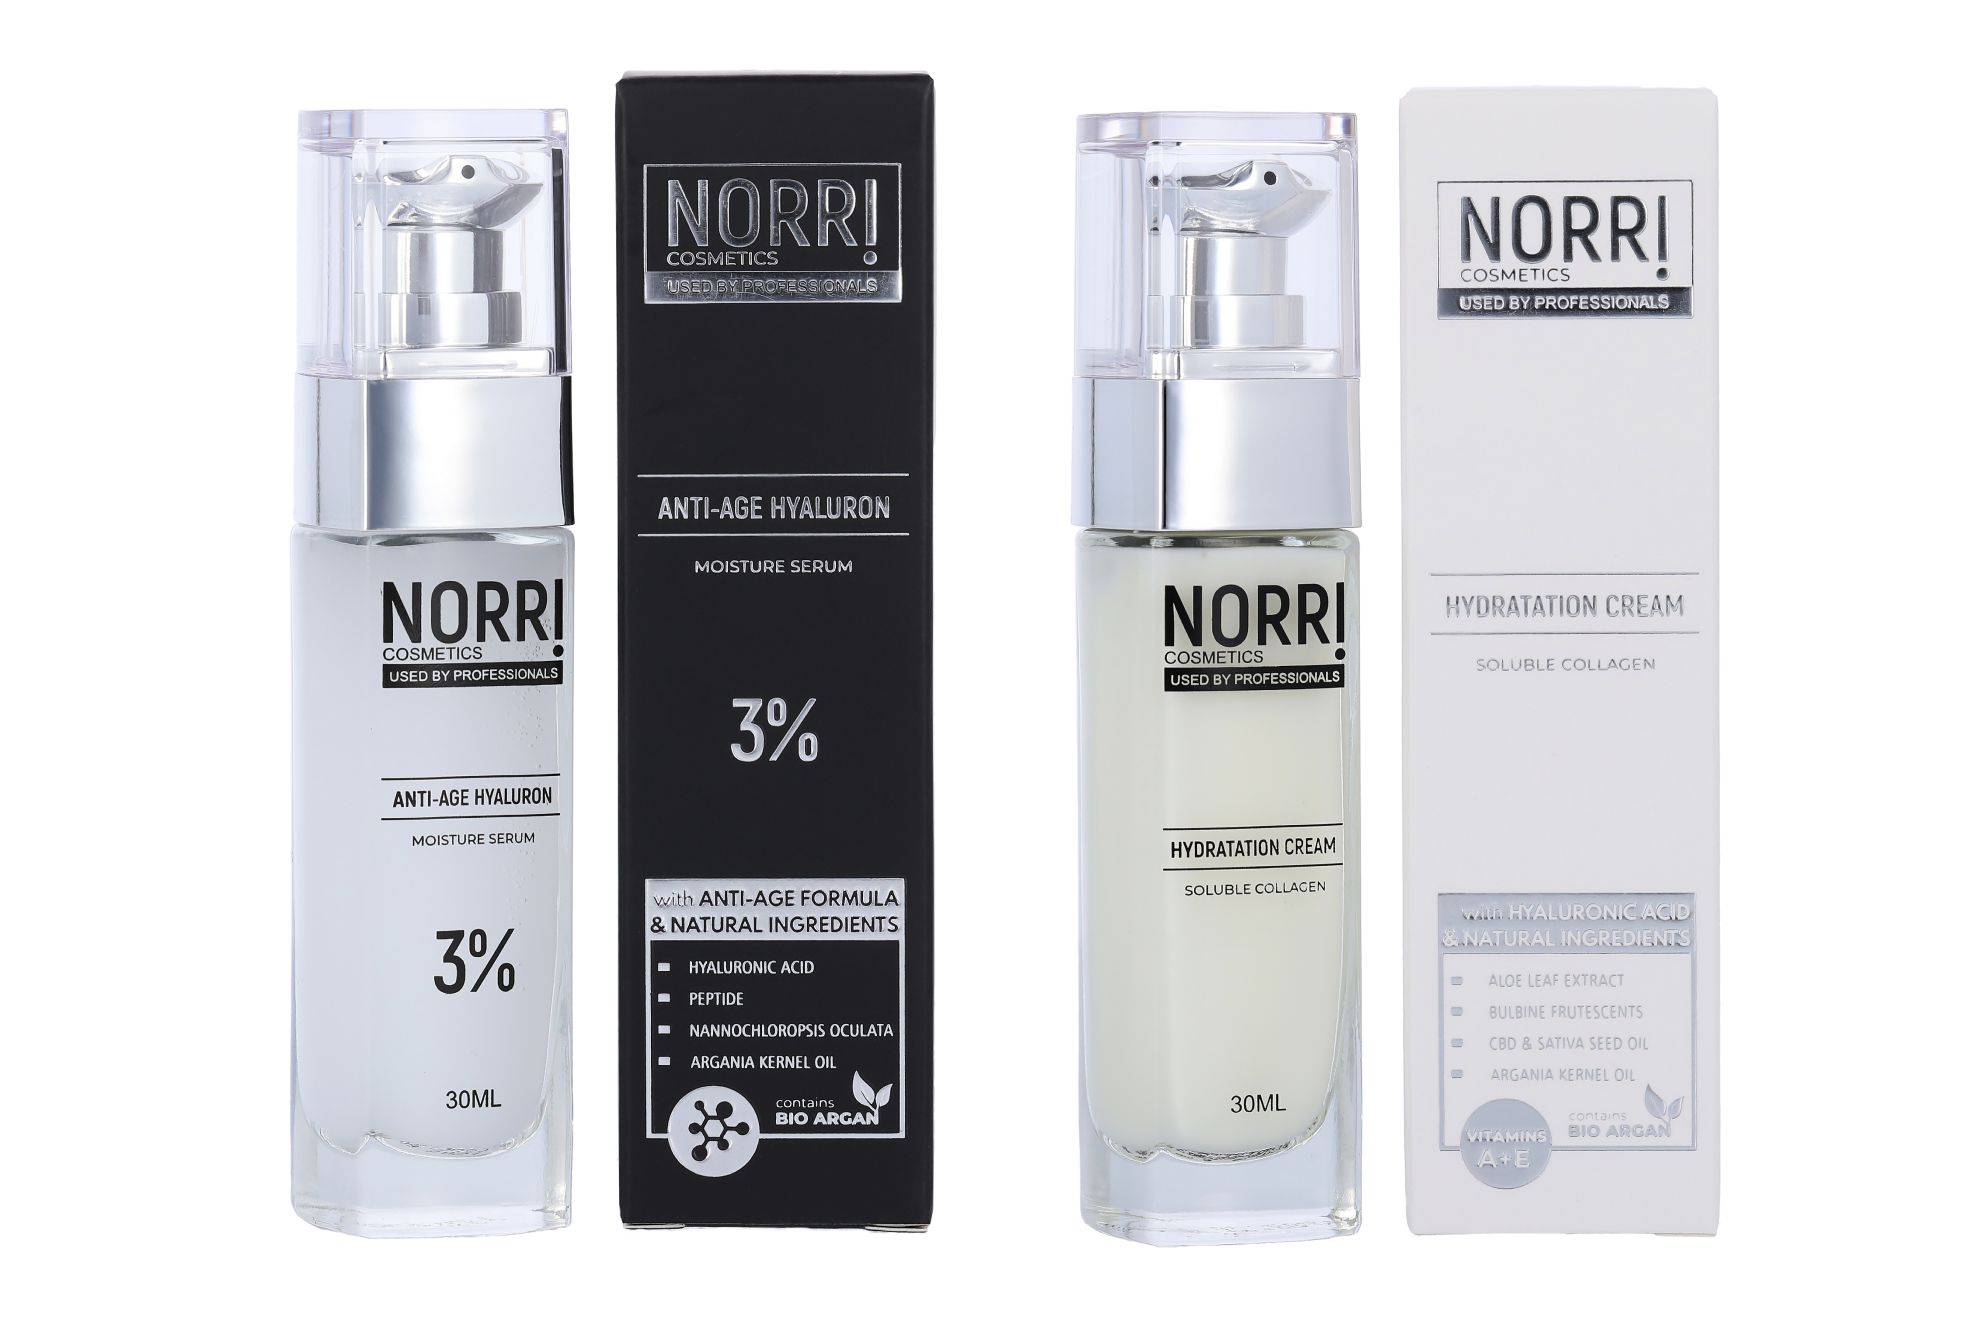 NORR!
COSMETICS
USED BY PROFESSIONALS
ANTI-AGE HYALURON
MOISTURE SERUM
3%
30ML
NORR!
COSMETICS
USED BY PROFESSIONALS
ANTI-AGE HYALURON
MOISTURE SERUM
3%
with ANTI-AGE FORMULA
& NATURAL INGREDIENTS
HYALURONIC ACID
PEPTIDE
NANNOCHLOROPSIS OCULATA
ARGANIA KERNEL OIL
contains
BIO ARGAN
NORR!
COSMETICS
USED BY PROFESSIONALS
HYDRATATION CREAM
SOLUBLE COLLAGEN
30ML
NORR!
COSMETICS
USED BY PROFESSIONALS
HYDRATATION CREAM
SOLUBLE COLLAGEN
with HYALURONIC ACID
& NATURAL INGREDIENTS
ALOE LEAF EXTRACT
BULBINE FRUTESCENTS
CBD & SATIVA SEED OIL
ARGANIA KERNEL OIL
contains
BIO ARGAN
VITAMINS
A+E